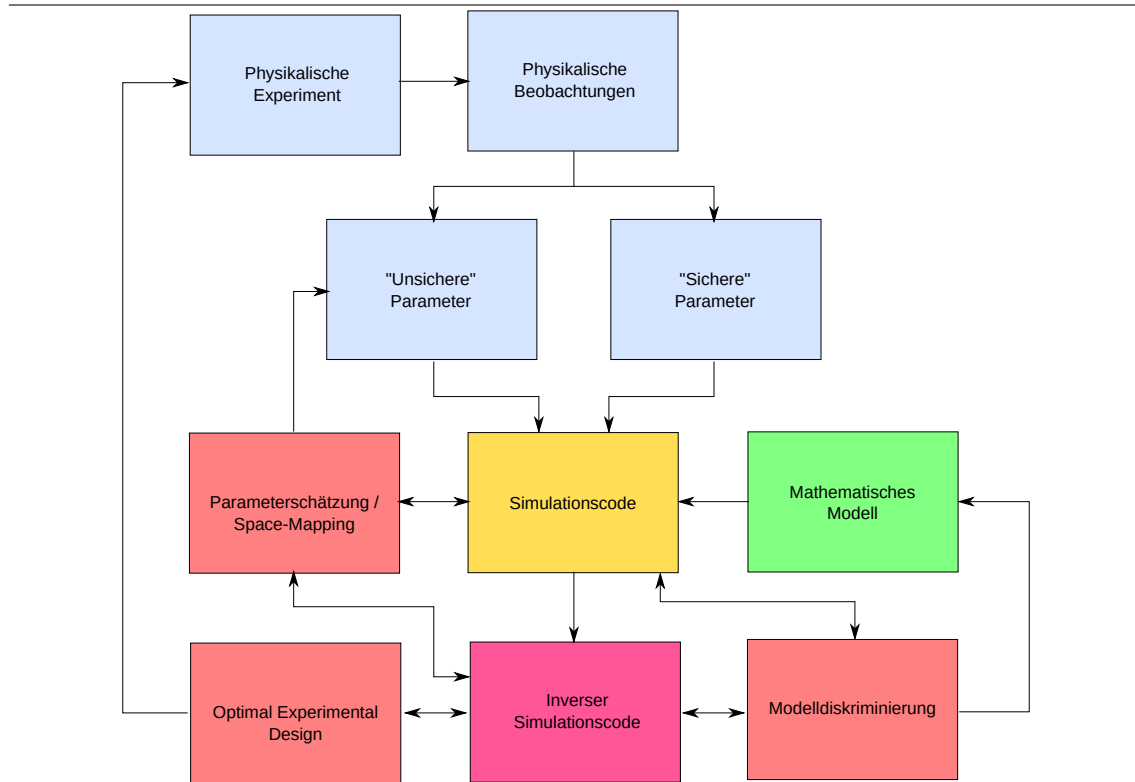 Physikalische
Experiment
Physikalische
Beobachtungen
"Unsichere"
Parameter
"Sichere"
Parameter
Parameterschätzung /
Space-Mapping
Simulationscode
Mathematisches
Modell
Optimal Experimental
Design
Inverser
Simulationscode
Modelldiskriminierung